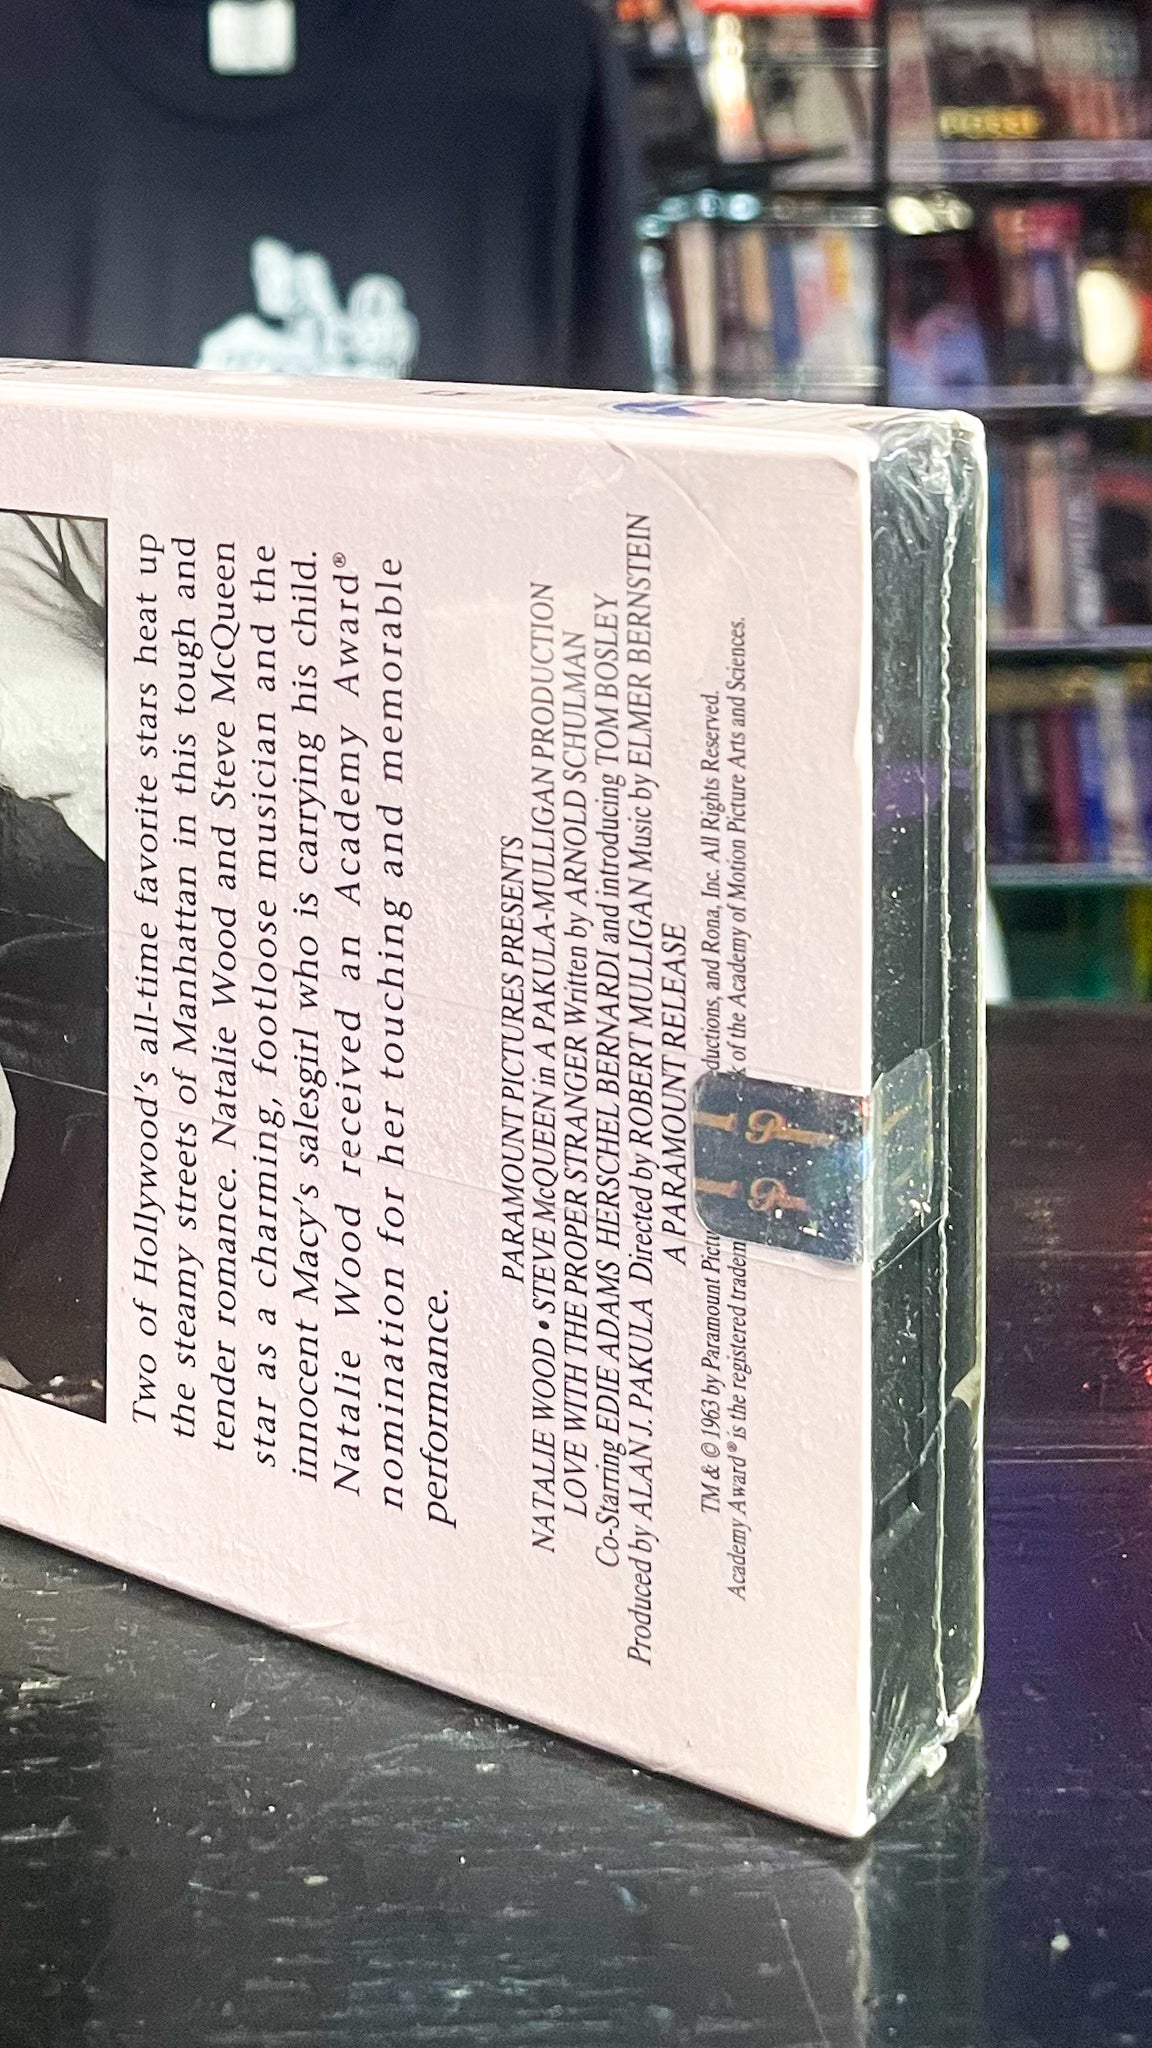 Two of Hollywood's all-time favorite stars heat up
the steamy streets of Manhattan in this tough and
tender romance. Natalie Wood and Steve McQueen
star as a charming, footloose musician and the
innocent Macy's salesgirl who is carrying his child.
Natalie Wood received an Academy Award®
nomination for her touching and memorable
performance.
PARAMOUNT PICTURES PRESENTS
NATALIE WOOD • STEVE McQUEEN in A PAKULA-MULLIGAN PRODUCTION
LOVE WITH THE PROPER STRANGER Written by ARNOLD SCHULMAN
Co-Starring EDIE ADAMS HERSCHEL BERNARDI and introducing TOM BOSLEY
Produced by ALAN J. PAKULA Directed by ROBERT MULLIGAN Music by ELMER BERNSTEIN
A PARAMOUNT RELEASE
TM & © 1963 by Paramount Pictu ductions, and Rona, Inc. All Rights Reserved.
Academy Award® is the registered tradem k of the Academy of Motion Picture Arts and Sciences.
POSSE